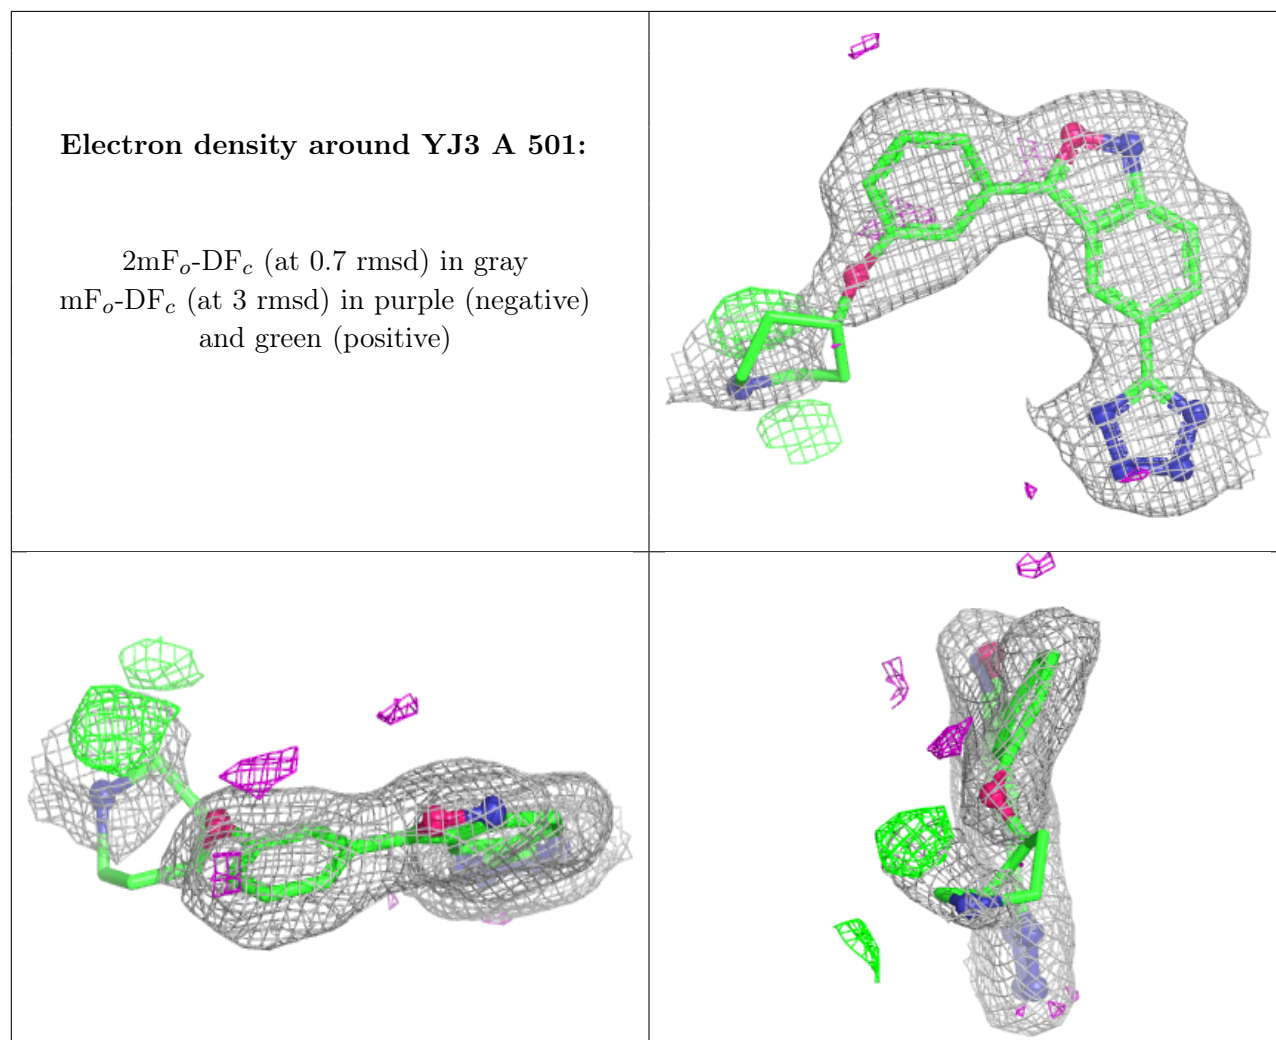 Electron density around YJ3 A 501:
2mFo-DFc (at 0.7 rmsd) in gray
mFo-DFc (at 3 rmsd) in purple (negative)
and green (positive)